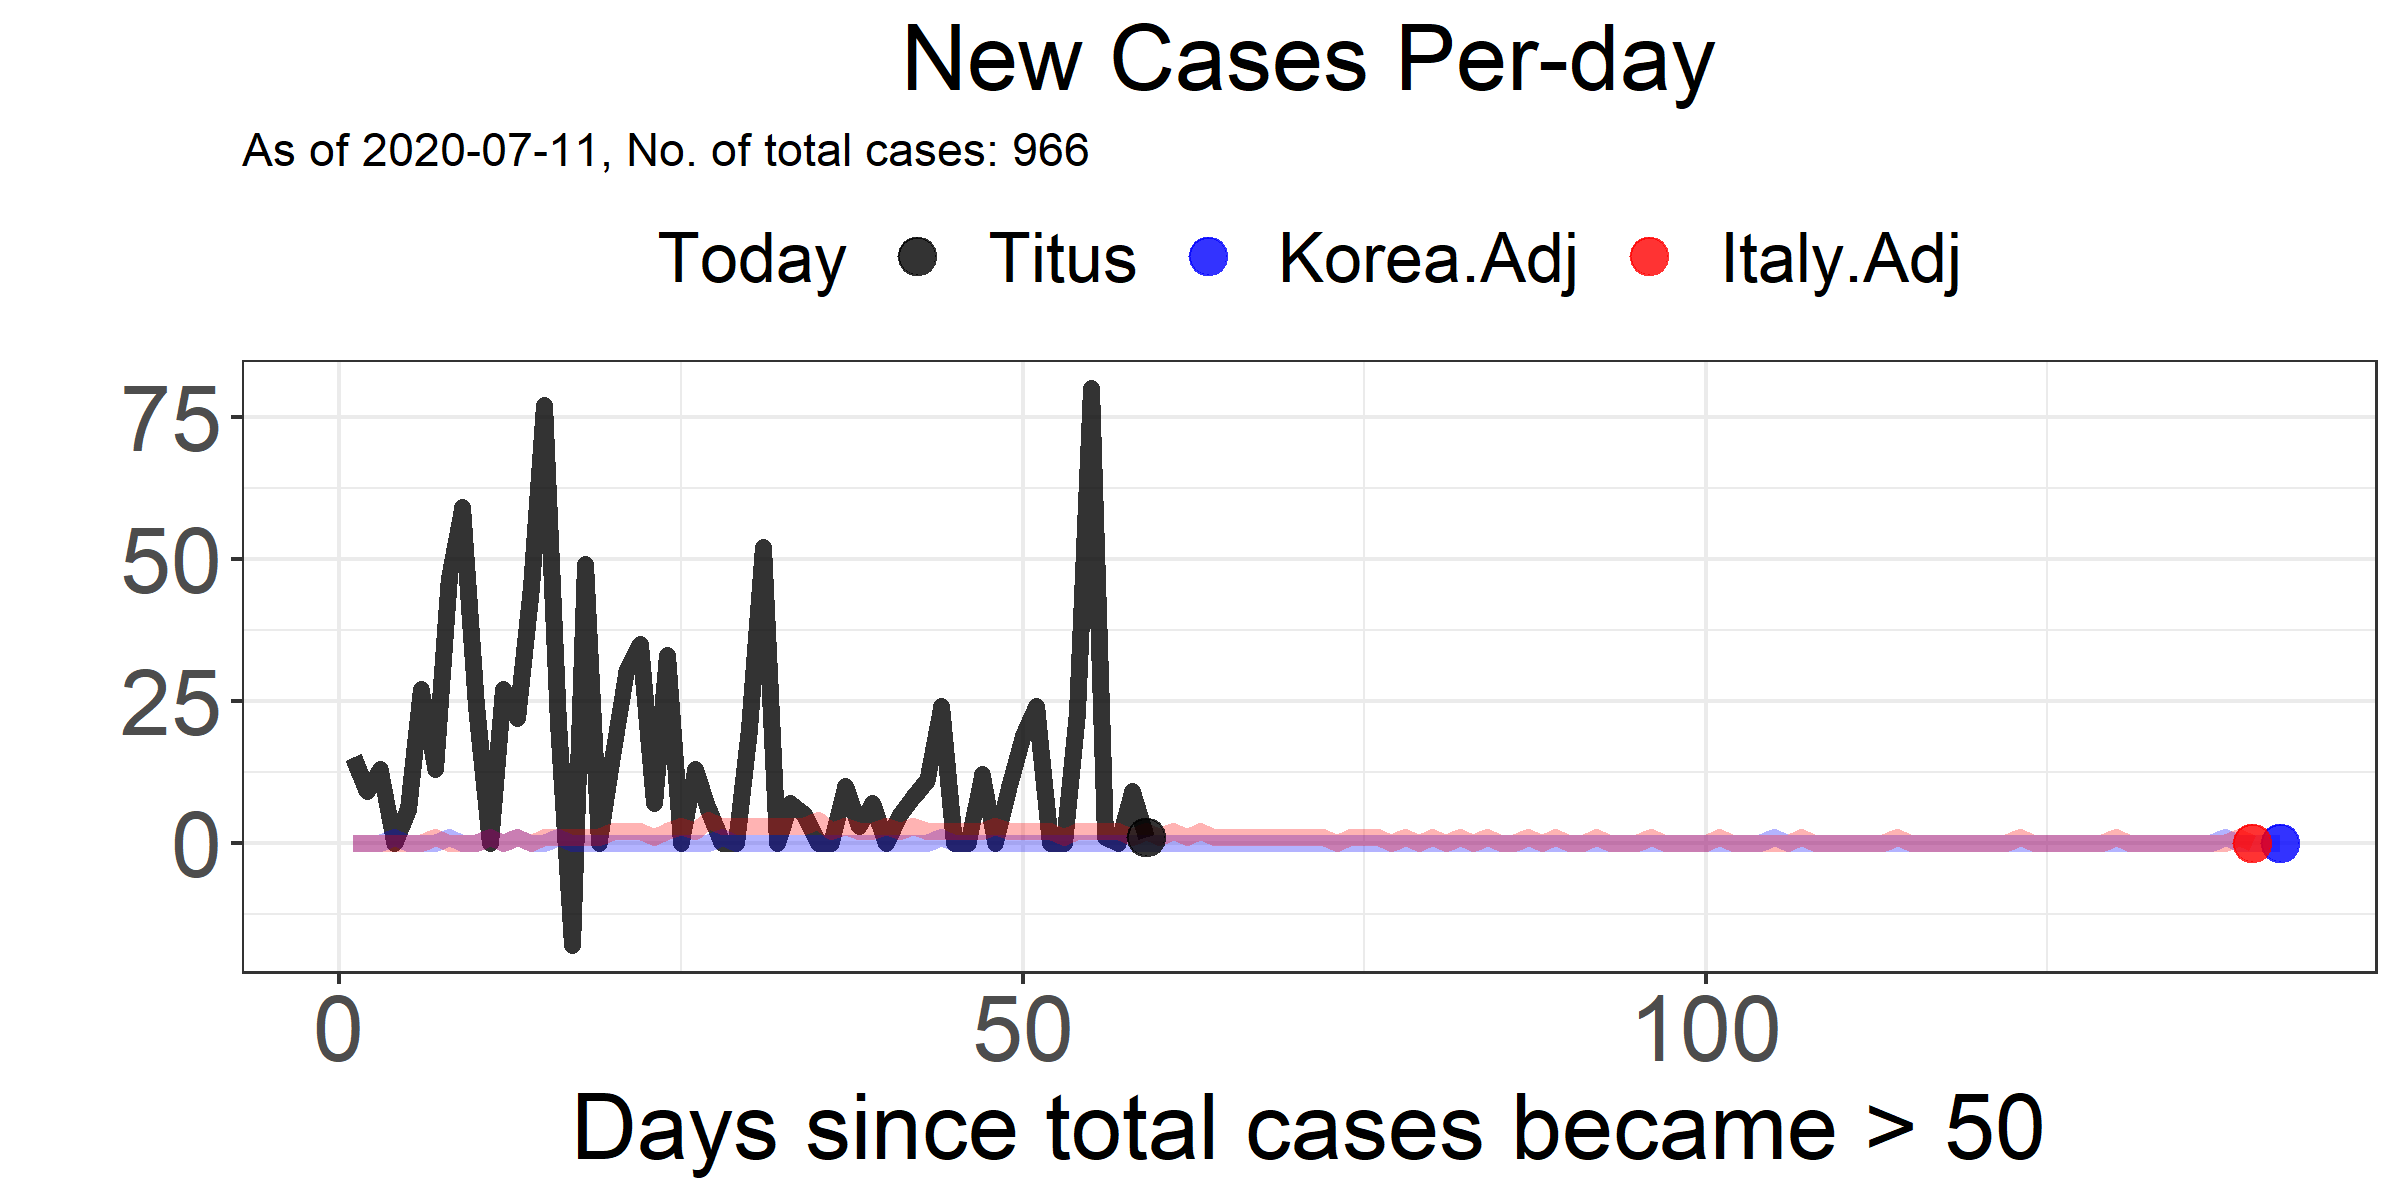 New Cases Per-day
As of 2020-07-11, No. of total cases: 966
Today Titus Korea.Adj Italy.Adj
75
50
25
0
0 50 100
Days since total cases became > 50